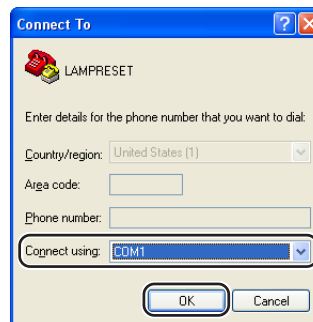 Connect To
LAMPRESET
Enter details for the phone number that you want to dial:
Country/region: United States (1)
Area code:
Phone number:
Connect using: COM1
OK Cancel